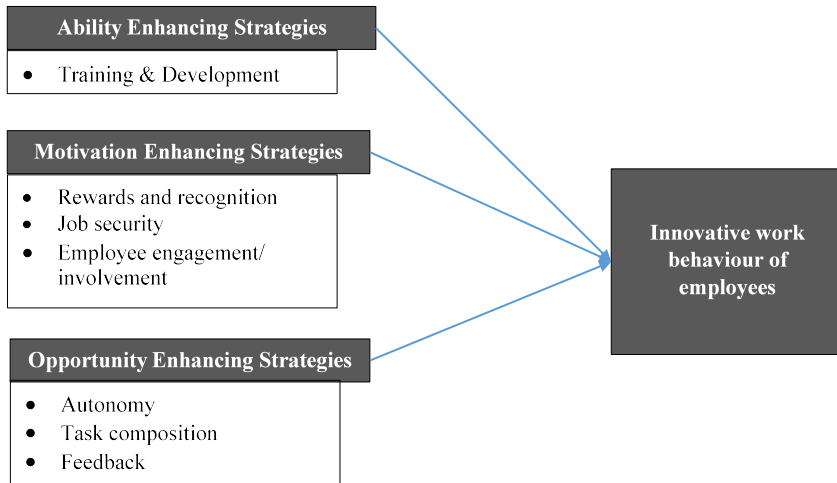 Ability Enhancing Strategies
• Training & Development
Motivation Enhancing Strategies
• Rewards and recognition
• Job security
• Employee engagement/
involvement
Opportunity Enhancing Strategies
• Autonomy
• Task composition
• Feedback
Innovative work
behaviour of
employees